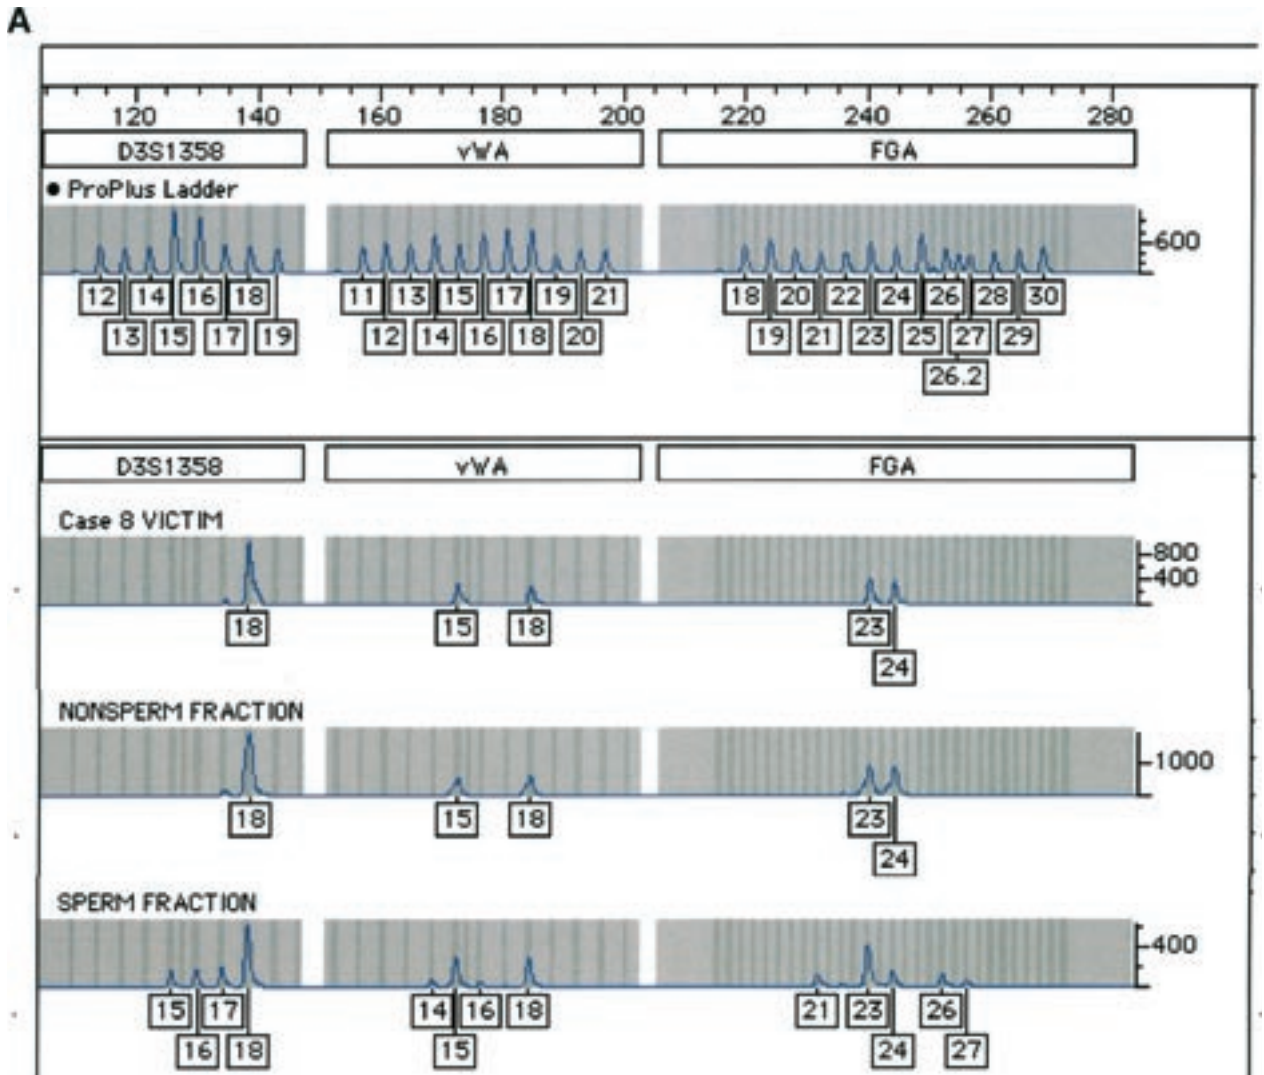 A
120 140 160 180 200 220 240 260 280
D3S1358 vWA FGA
● ProPlus Ladder
600
12 14 16 18 11 13 15 17 19 21 18 20 22 24 26 28 30
13 15 17 19 12 14 16 18 20 19 21 23 25 27 29
26.2
D3S1358 vWA FGA
Case 8 VICTIM
800
400
18 15 18 23
24
NONSPERM FRACTION
1000
18 15 18 23
24
SPERM FRACTION
400
15 17 14 16 18 21 23 26
16 18 15 24 27